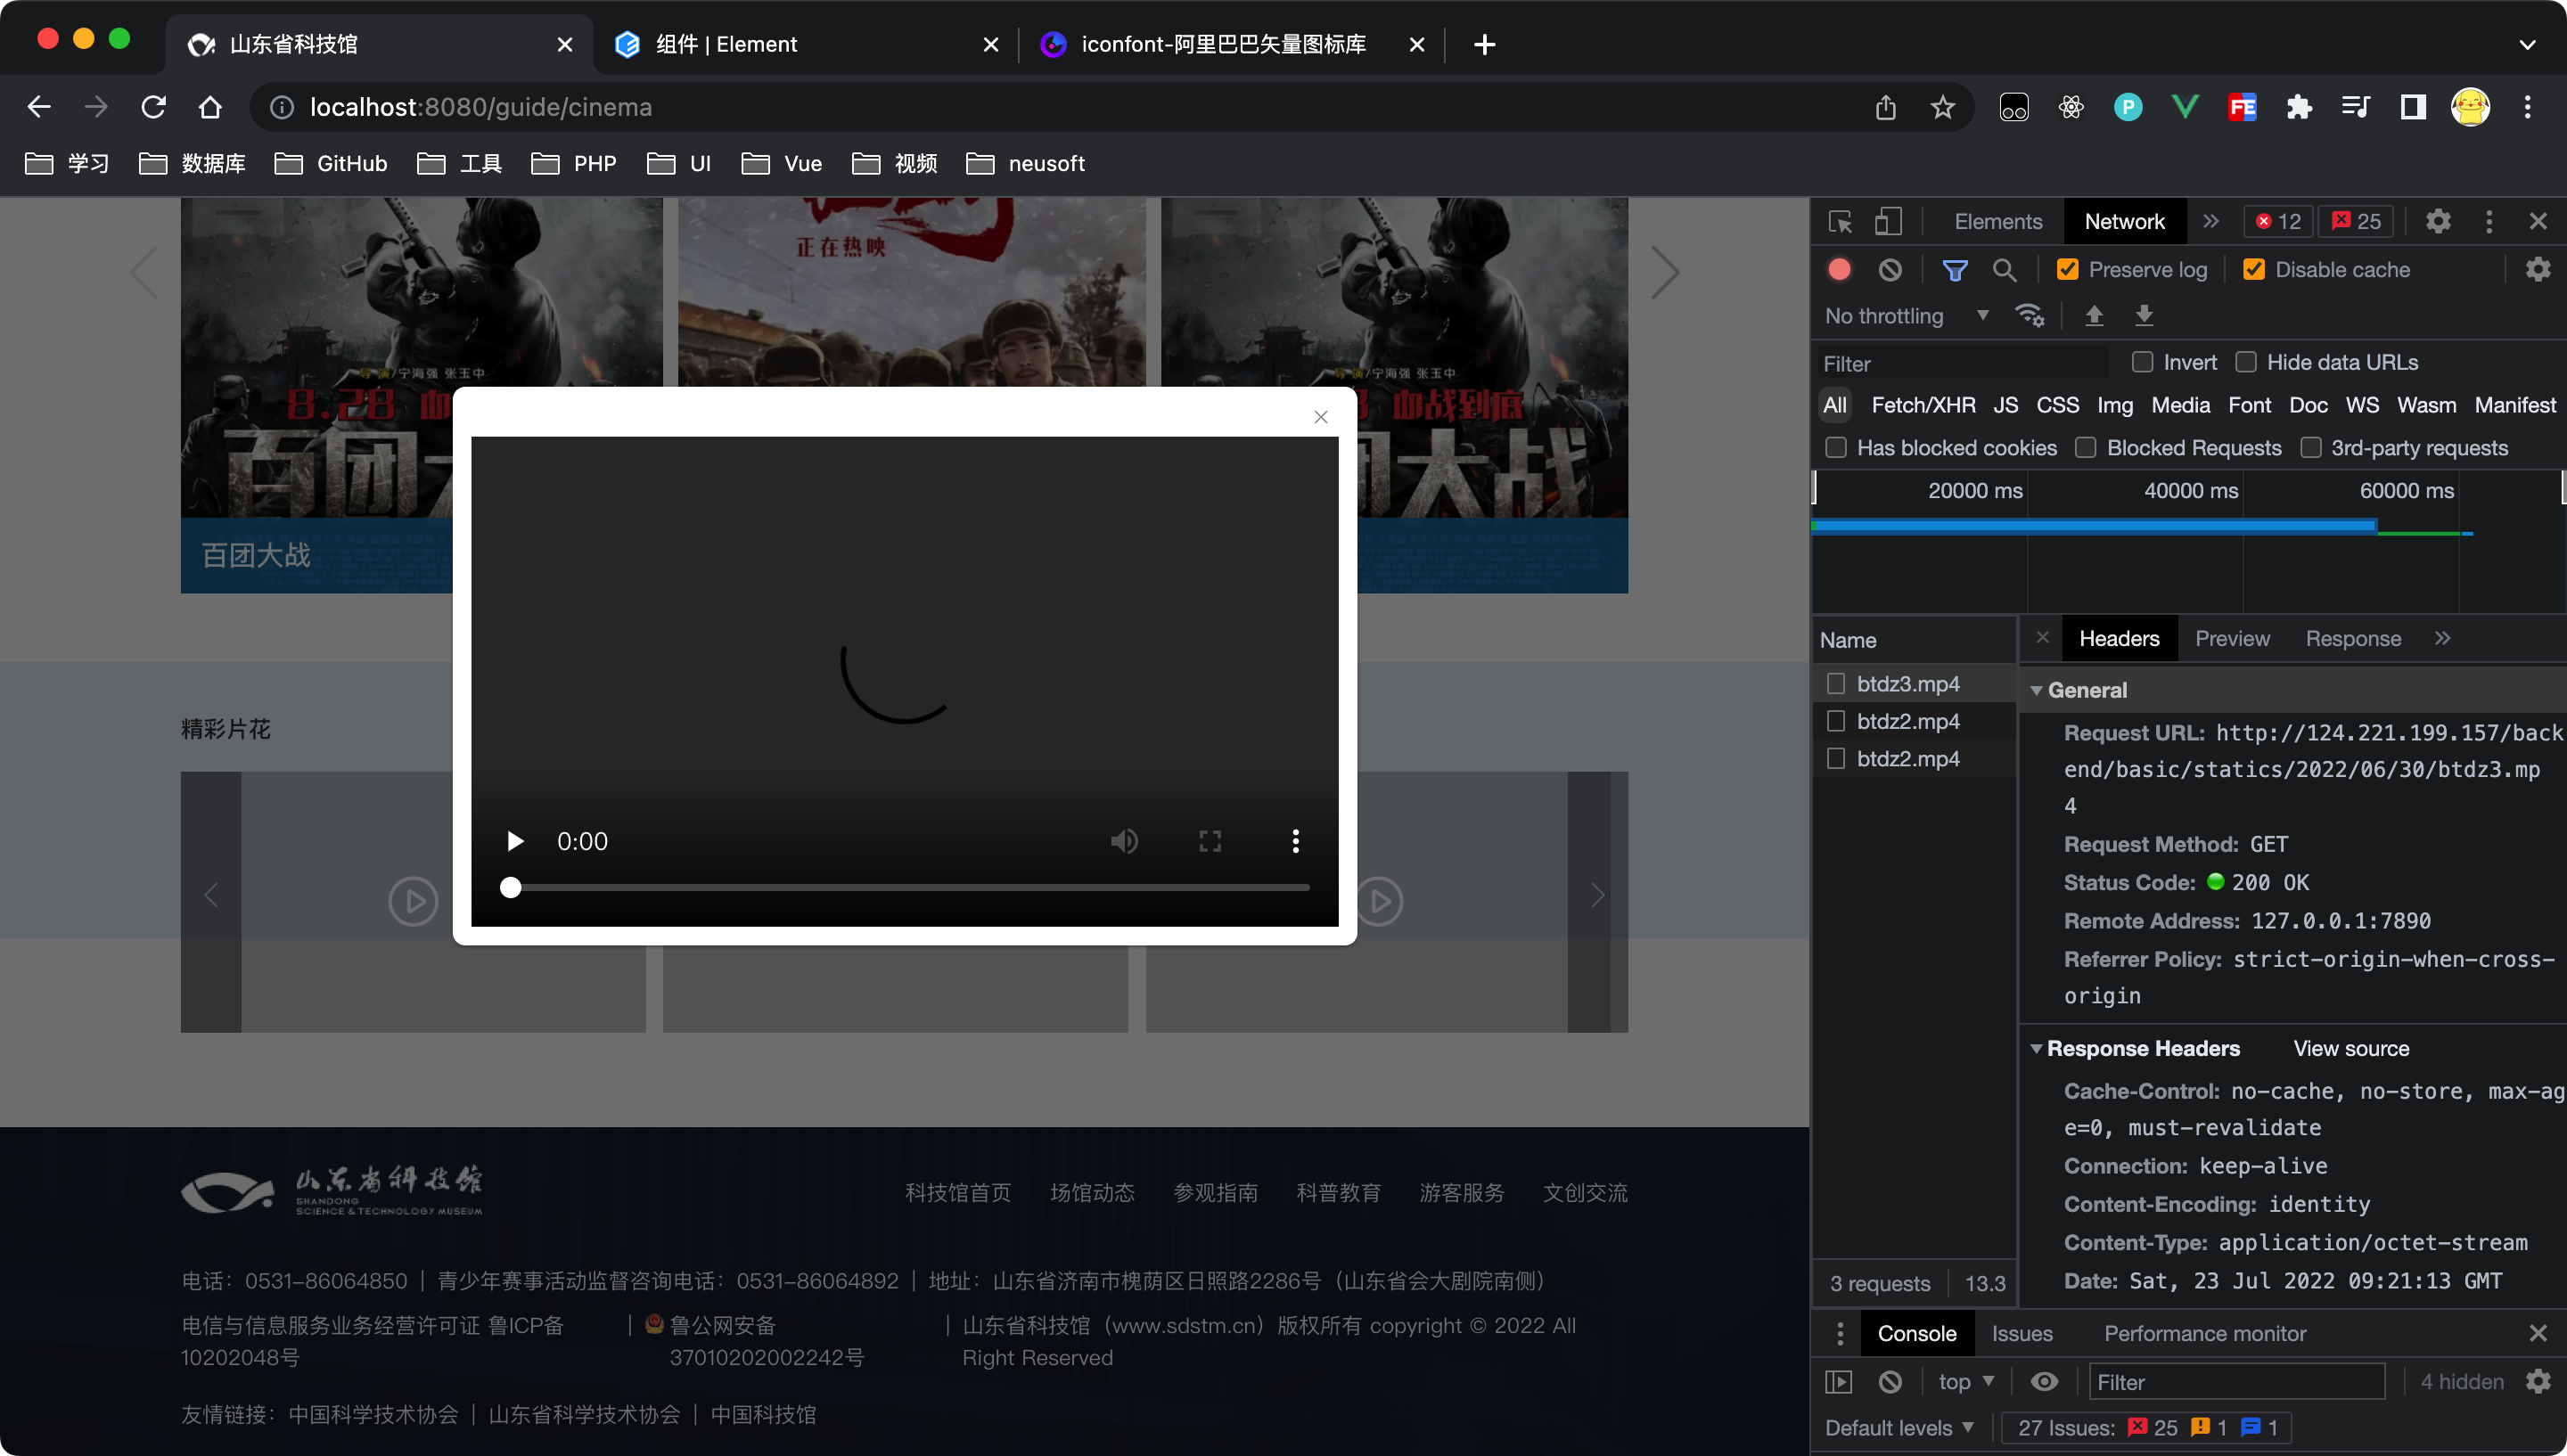 山东省科技馆
组件 | Element
iconfont-阿里巴巴矢量图标库
localhost:8080/guide/cinema
学习
数据库
GitHub
工具
PHP
UI
Vue
视频
neusoft
正在热映
导 演/宁海强 张玉中
8.28 血
百团大
百团大战
导 演/宁海强 张玉中
血战到底
团大战
精彩片花
0:00
山东省科技馆
SHANDONG
SCIENCE & TECHNOLOGY MUSEUM
科技馆首页 场馆动态 参观指南 科普教育 游客服务 文创交流
电话：0531-86064850 | 青少年赛事活动监督咨询电话：0531-86064892 | 地址：山东省济南市槐荫区日照路2286号（山东省会大剧院南侧）
电信与信息服务业务经营许可证 鲁ICP备
10202048号
| 鲁公网安备
37010202002242号
| 山东省科技馆（www.sdstm.cn）版权所有 copyright © 2022 All
Right Reserved
友情链接：中国科学技术协会 | 山东省科学技术协会 | 中国科技馆
Elements Network 12 25
Preserve log Disable cache
No throttling
Filter Invert Hide data URLs
All Fetch/XHR JS CSS Img Media Font Doc WS Wasm Manifest
Has blocked cookies Blocked Requests 3rd-party requests
20000 ms 40000 ms 60000 ms
Name
btdz3.mp4
btdz2.mp4
btdz2.mp4
3 requests 13.3
Headers Preview Response
General
Request URL: http://124.221.199.157/back
end/basic/statics/2022/06/30/btdz3.mp
4
Request Method: GET
Status Code: 200 OK
Remote Address: 127.0.0.1:7890
Referrer Policy: strict-origin-when-cross-
origin
Response Headers View source
Cache-Control: no-cache, no-store, max-ag
e=0, must-revalidate
Connection: keep-alive
Content-Encoding: identity
Content-Type: application/octet-stream
Date: Sat, 23 Jul 2022 09:21:13 GMT
Console Issues Performance monitor
top Filter 4 hidden
Default levels 27 Issues: 25 1 1